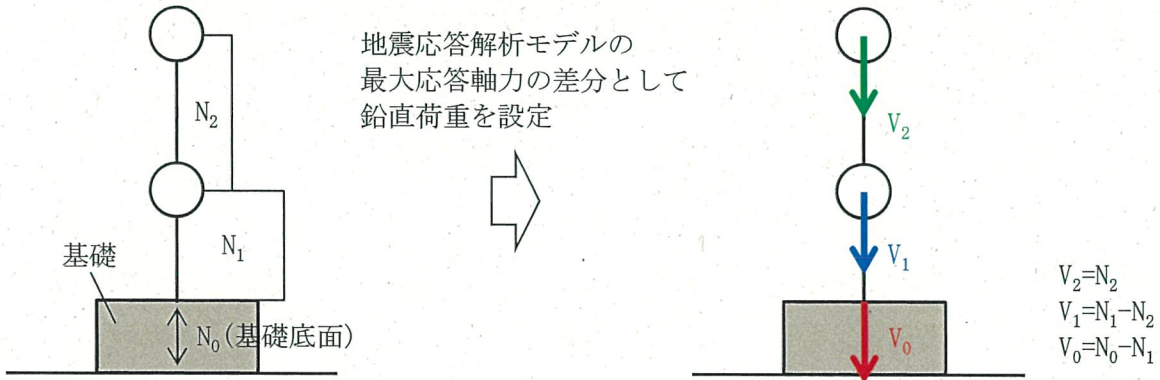 地震応答解析モデルの
最大応答軸力の差分として
鉛直荷重を設定
N₂
N₁
基礎
N₀(基礎底面)
V₂
V₁
V₀
V₂=N₂
V₁=N₁-N₂
V₀=N₀-N₁